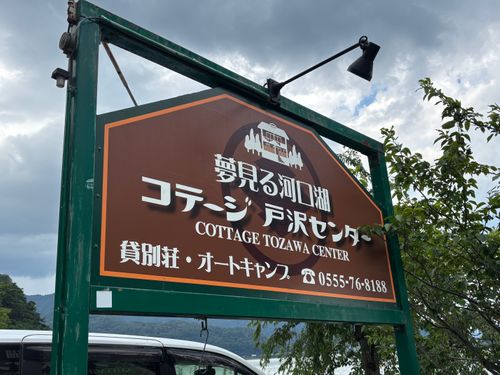 夢見る河口湖
コテージ 戸沢センター
COTTAGE TOZAWA CENTER
貸別荘・オートキャンプ ☎0555・76・8188